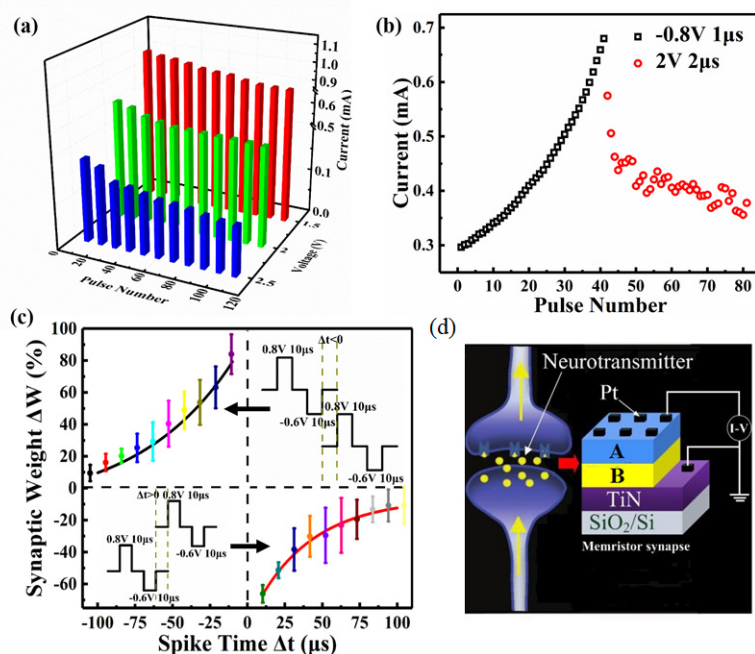 (a)
1.1
1.0
0.9
0.6
0.5
0.1
0.0
Current (mA)
1.5
2
2.5
Voltage (V)
0
20
40
60
80
100
120
Pulse Number
(b)
-0.8V 1μs
2V 2μs
0.7
0.6
0.5
0.4
0.3
Current (mA)
0 10 20 30 40 50 60 70 80
Pulse Number
(c)
100
80
60
40
20
0
-20
-40
-60
Synaptic Weight ΔW (%)
Δt<0
0.8V 10μs
0.8V 10μs
-0.6V 10μs
-0.6V 10μs
Δt>0 0.8V 10μs
0.8V 10μs
-0.6V 10μs
-0.6V 10μs
-100 -75 -50 -25 0 25 50 75 100
Spike Time Δt (μs)
(d)
Neurotransmitter
Pt
I-V
A
B
TiN
SiO₂/Si
Memristor synapse